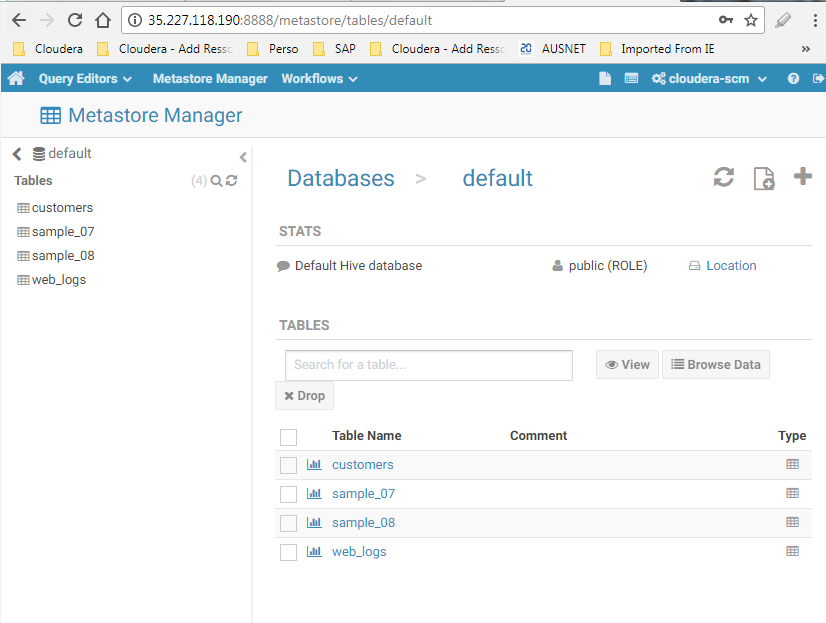 35.227.118.190:8888/metastore/tables/default
Cloudera Cloudera - Add Resso Perso SAP Cloudera - Add Resso 20 AUSNET Imported From IE »
Query Editors Metastore Manager Workflows cloudera-scm
Metastore Manager
default
Tables (4)
customers
sample_07
sample_08
web_logs
Databases > default
STATS
Default Hive database public (ROLE) Location
TABLES
Search for a table... View Browse Data
Drop
Table Name Comment Type
customers
sample_07
sample_08
web_logs